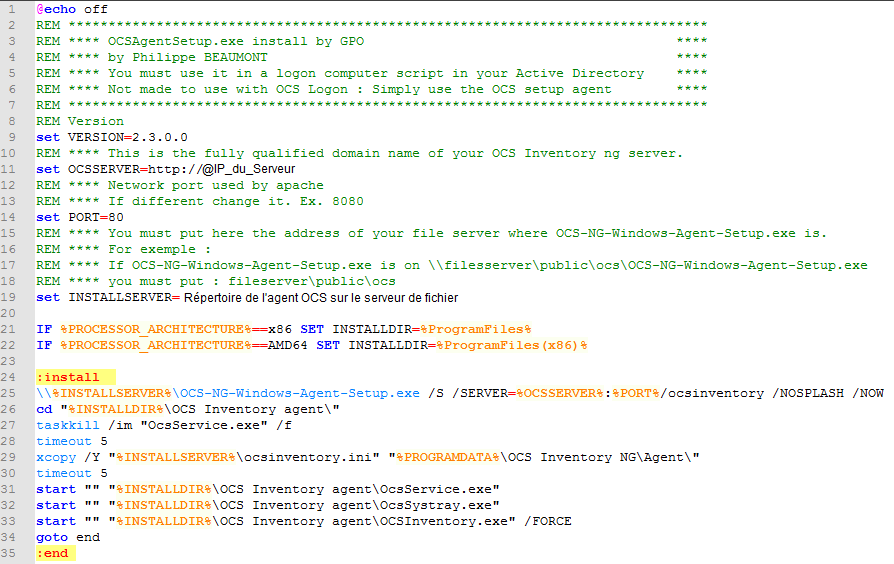 1 @echo off
2 REM ********************************************************************************
3 REM **** OCSAgentSetup.exe install by GPO ****
4 REM **** by Philippe BEAUMONT ****
5 REM **** You must use it in a logon computer script in your Active Directory ****
6 REM **** Not made to use with OCS Logon : Simply use the OCS setup agent ****
7 REM ********************************************************************************
8 REM Version
9 set VERSION=2.3.0.0
10 REM **** This is the fully qualified domain name of your OCS Inventory ng server.
11 set OCSSERVER=http://@IP_du_Serveur
12 REM **** Network port used by apache
13 REM **** If different change it. Ex. 8080
14 set PORT=80
15 REM **** You must put here the address of your file server where OCS-NG-Windows-Agent-Setup.exe is.
16 REM **** For exemple :
17 REM **** If OCS-NG-Windows-Agent-Setup.exe is on \\filesserver\public\ocs\OCS-NG-Windows-Agent-Setup.exe
18 REM **** you must put : fileserver\public\ocs
19 set INSTALLSERVER= Répertoire de l'agent OCS sur le serveur de fichier
20
21 IF %PROCESSOR_ARCHITECTURE%==x86 SET INSTALLDIR=%ProgramFiles%
22 IF %PROCESSOR_ARCHITECTURE%==AMD64 SET INSTALLDIR=%ProgramFiles(x86)%
23
24 :install
25 \\%INSTALLSERVER%\OCS-NG-Windows-Agent-Setup.exe /S /SERVER=%OCSSERVER%:%PORT%/ocsinventory /NOSPLASH /NOW
26 cd "%INSTALLDIR%\OCS Inventory agent\"
27 taskkill /im "OcsService.exe" /f
28 timeout 5
29 xcopy /Y "%INSTALLSERVER%\ocsinventory.ini" "%PROGRAMDATA%\OCS Inventory NG\Agent\"
30 timeout 5
31 start "" "%INSTALLDIR%\OCS Inventory agent\OcsService.exe"
32 start "" "%INSTALLDIR%\OCS Inventory agent\OcsSystray.exe"
33 start "" "%INSTALLDIR%\OCS Inventory agent\OCSInventory.exe" /FORCE
34 goto end
35 :end